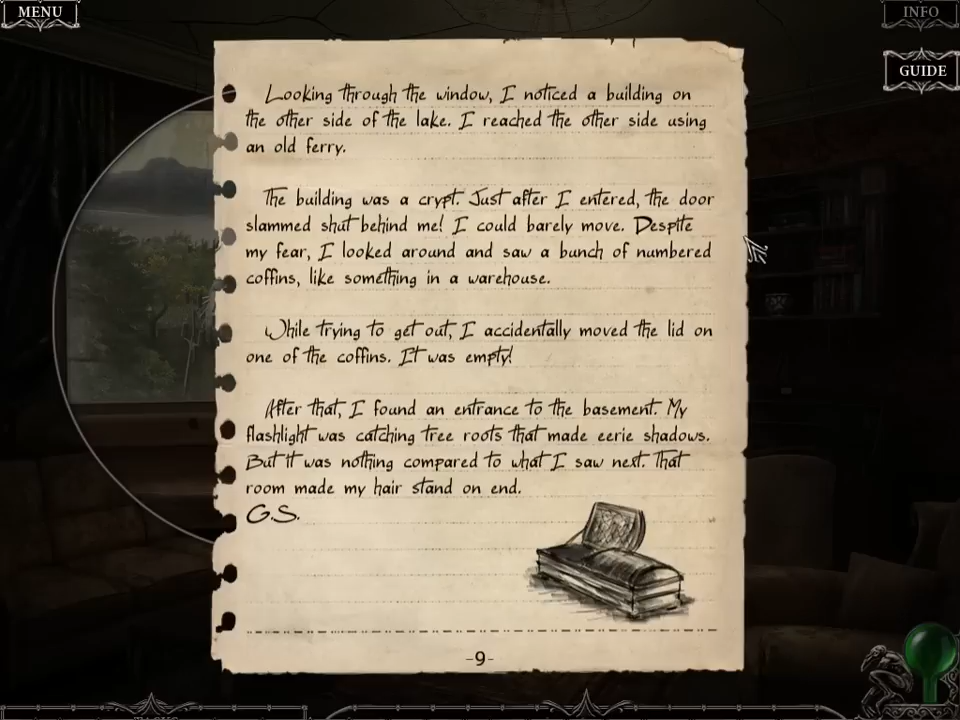 MENU
INFO
GUIDE
Looking through the window, I noticed a building on
the other side of the lake. I reached the other side using
an old ferry.
The building was a crypt. Just after I entered, the door
slammed shut behind me! I could barely move. Despite
my fear, I looked around and saw a bunch of numbered
coffins, like something in a warehouse.
While trying to get out, I accidentally moved the lid on
one of the coffins. It was empty!
After that, I found an entrance to the basement. My
flashlight was catching tree roots that made eerie shadows.
But it was nothing compared to what I saw next. That
room made my hair stand on end.
G.S.
-9-